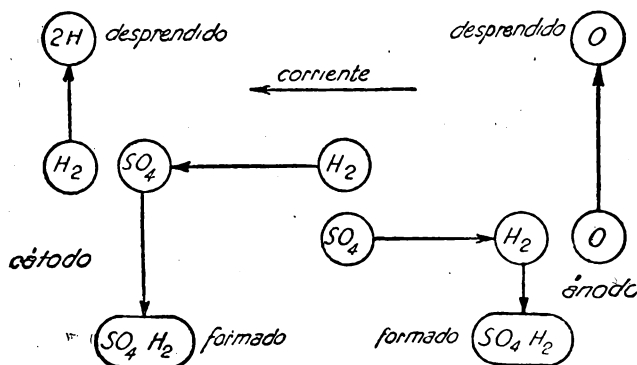 2H desprendido desprendido O
corriente
H₂ SO₄ H₂
SO₄ H₂ O
cátodo ánodo
SO₄ H₂ formado formado SO₄ H₂